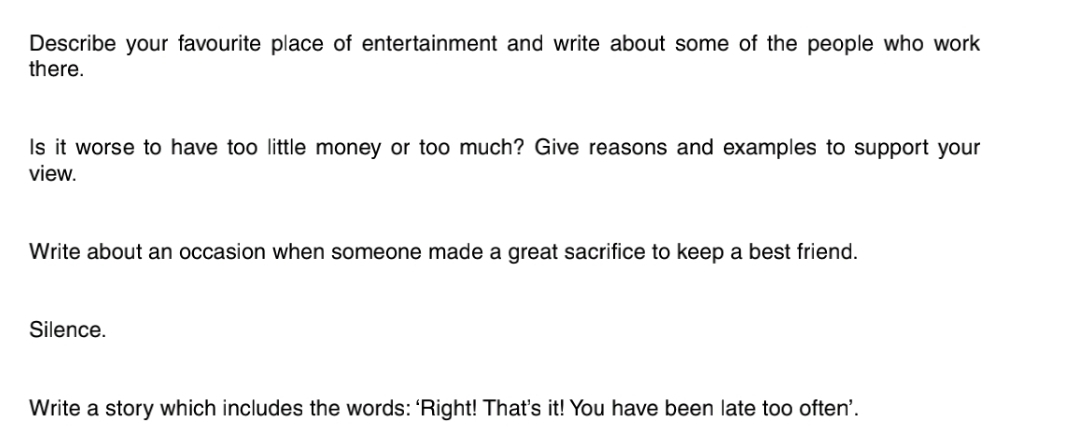 Describe your favourite place of entertainment and write about some of the people who work
there.
Is it worse to have too little money or too much? Give reasons and examples to support your
view.
Write about an occasion when someone made a great sacrifice to keep a best friend.
Silence.
Write a story which includes the words: ‘Right! That’s it! You have been late too often’.